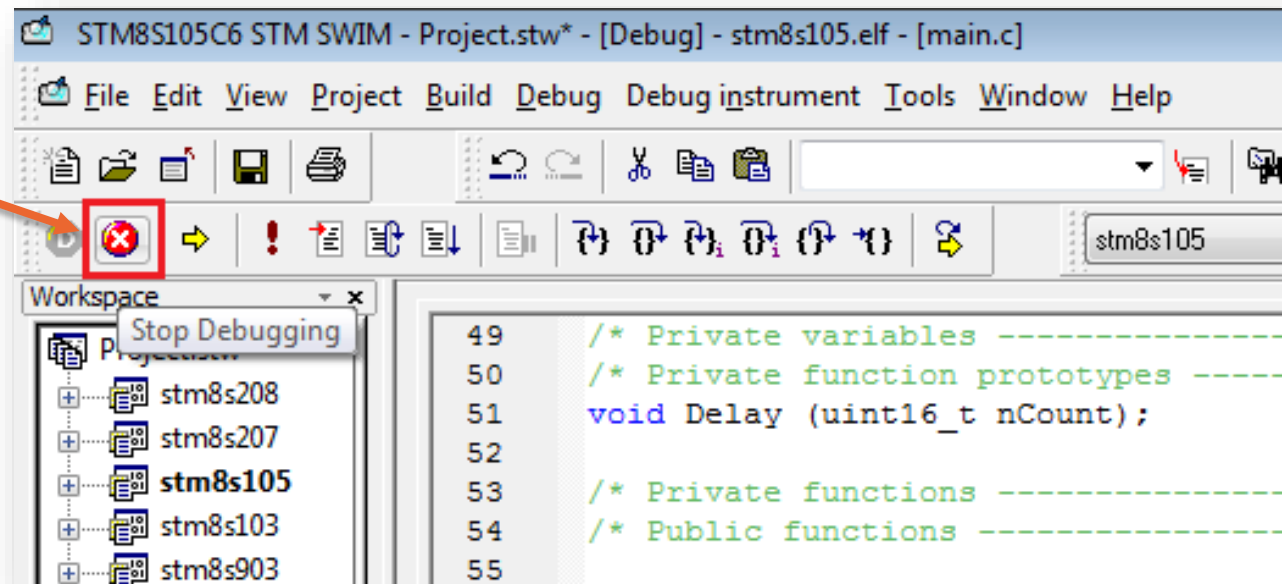 STM8S105C6 STM SWIM - Project.stw* - [Debug] - stm8s105.elf - [main.c]
File Edit View Project Build Debug Debug instrument Tools Window Help
stm8s105
Workspace
Stop Debugging
stm8s208
stm8s207
stm8s105
stm8s103
stm8s903
49 /* Private variables ---------------
50 /* Private function prototypes -----
51 void Delay (uint16_t nCount);
52
53 /* Private functions ---------------
54 /* Public functions ----------------
55